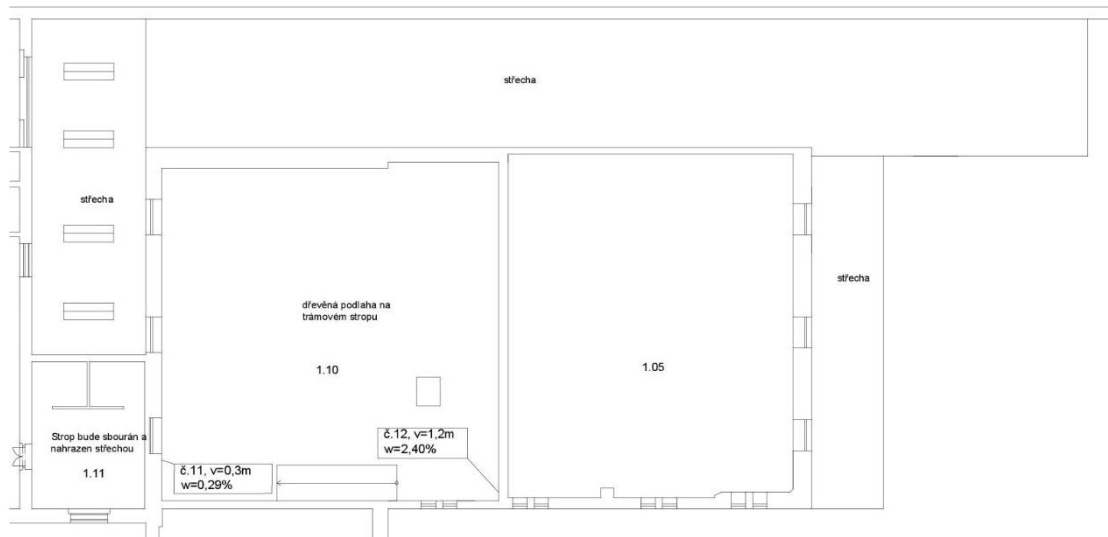 střecha
střecha
střecha
dřevěná podlaha na
trámovém stropu
1.10
1.05
Strop bude sbourán a
nahrazen střechou
1.11
č.11, v=0,3m
w=0,29%
č.12, v=1,2m
w=2,40%